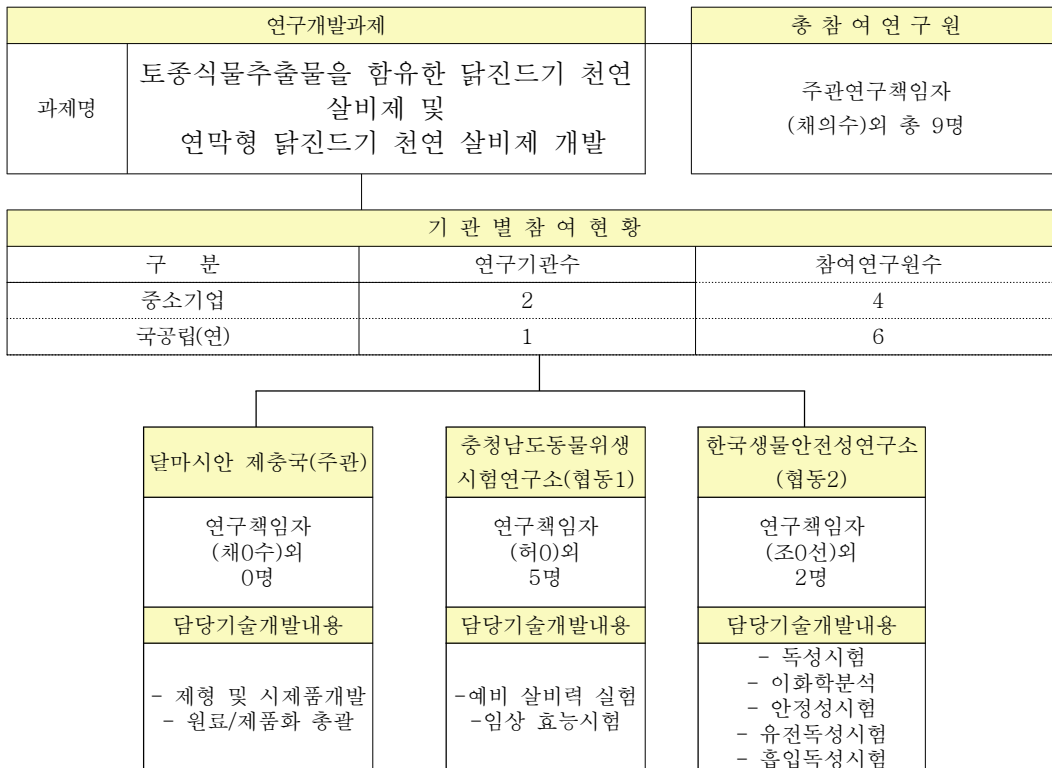 연구개발과제
총 참 여 연 구 원
과제명
토종식물추출물을 함유한 닭진드기 천연
살비제 및
연막형 닭진드기 천연 살비제 개발
주관연구책임자
(채의수)외 총 9명
기 관 별 참 여 현 황
구 분 연구기관수 참여연구원수
중소기업 2 4
국공립(연) 1 6
달마시안 제충국(주관)
연구책임자
(채0수)외
0명
담당기술개발내용
- 제형 및 시제품개발
- 원료/제품화 총괄
충청남도동물위생
시험연구소(협동1)
연구책임자
(허0)외
5명
담당기술개발내용
-예비 살비력 실험
-임상 효능시험
한국생물안전성연구소
(협동2)
연구책임자
(조0선)외
2명
담당기술개발내용
- 독성시험
- 이화학분석
- 안정성시험
- 유전독성시험
- 흡입독성시험